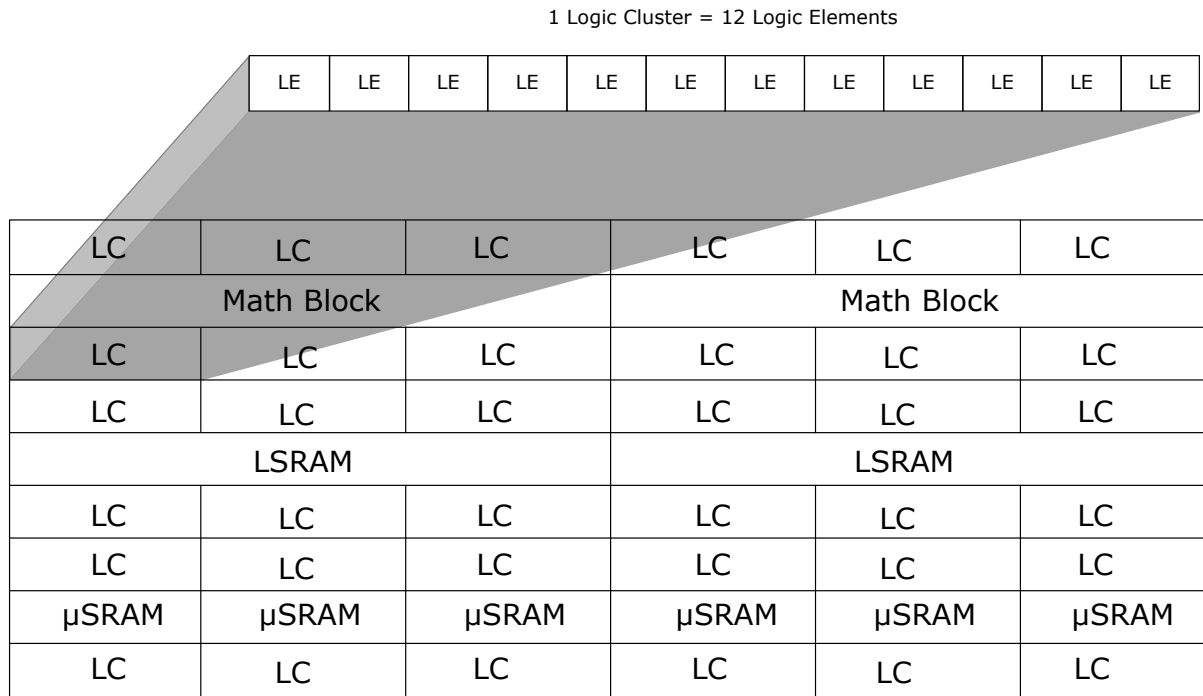 1 Logic Cluster = 12 Logic Elements
LE LE LE LE LE LE LE LE LE LE LE LE
LC LC LC LC LC LC
Math Block Math Block
LC LC LC LC LC LC
LC LC LC LC LC LC
LSRAM LSRAM
LC LC LC LC LC LC
LC LC LC LC LC LC
µSRAM µSRAM µSRAM µSRAM µSRAM µSRAM
LC LC LC LC LC LC